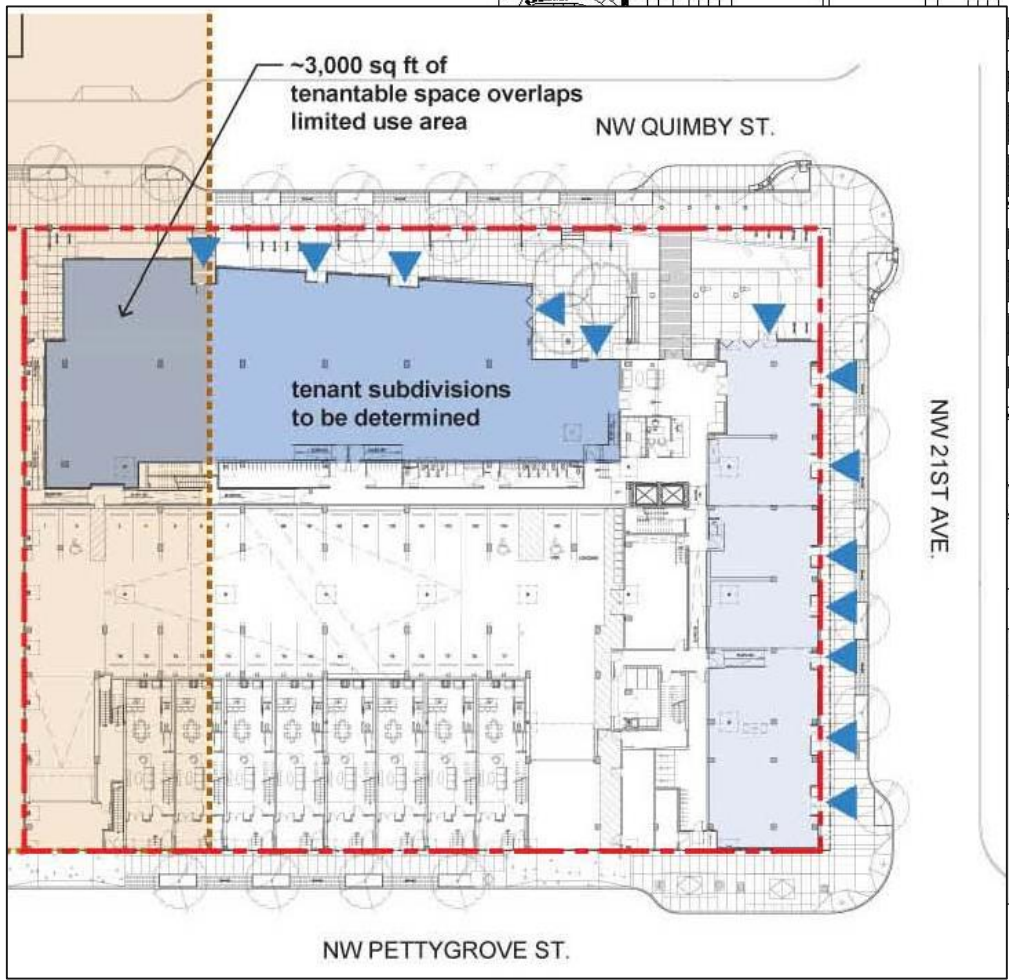 ~3,000 sq ft of
tenantable space overlaps
limited use area
NW QUIMBY ST.
tenant subdivisions
to be determined
NW 21ST AVE.
NW PETTYGROVE ST.